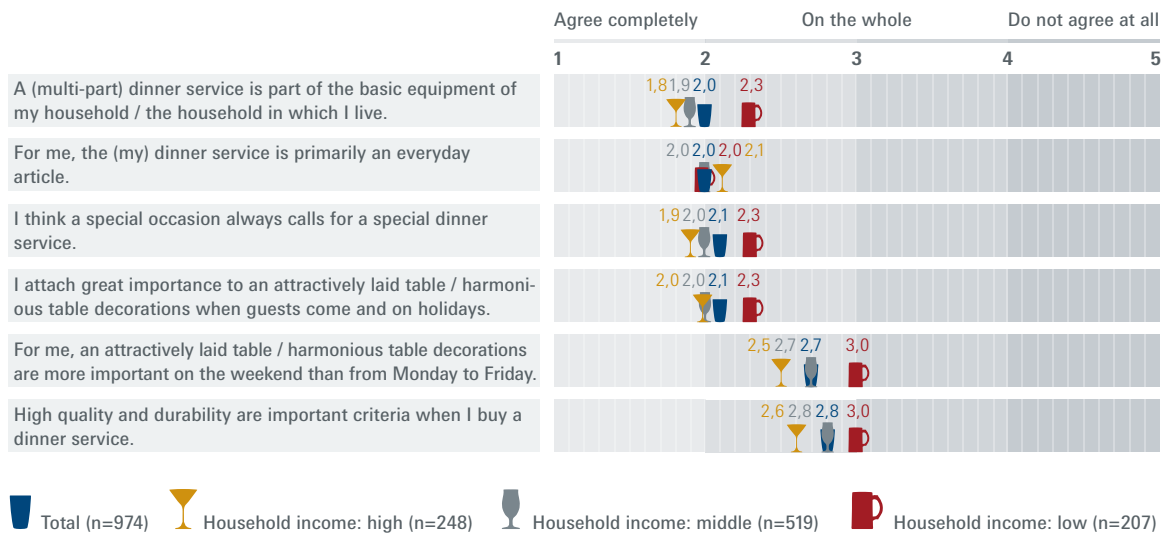 Agree completely On the whole Do not agree at all
1 2 3 4 5
A (multi-part) dinner service is part of the basic equipment of
my household / the household in which I live.
1,8 1,9 2,0 2,3
For me, the (my) dinner service is primarily an everyday
article.
2,0 2,0 2,0 2,1
I think a special occasion always calls for a special dinner
service.
1,9 2,0 2,1 2,3
I attach great importance to an attractively laid table / harmoni-
ous table decorations when guests come and on holidays.
2,0 2,0 2,1 2,3
For me, an attractively laid table / harmonious table decorations
are more important on the weekend than from Monday to Friday.
2,5 2,7 2,7 3,0
High quality and durability are important criteria when I buy a
dinner service.
2,6 2,8 2,8 3,0
Total (n=974) Household income: high (n=248) Household income: middle (n=519) Household income: low (n=207)